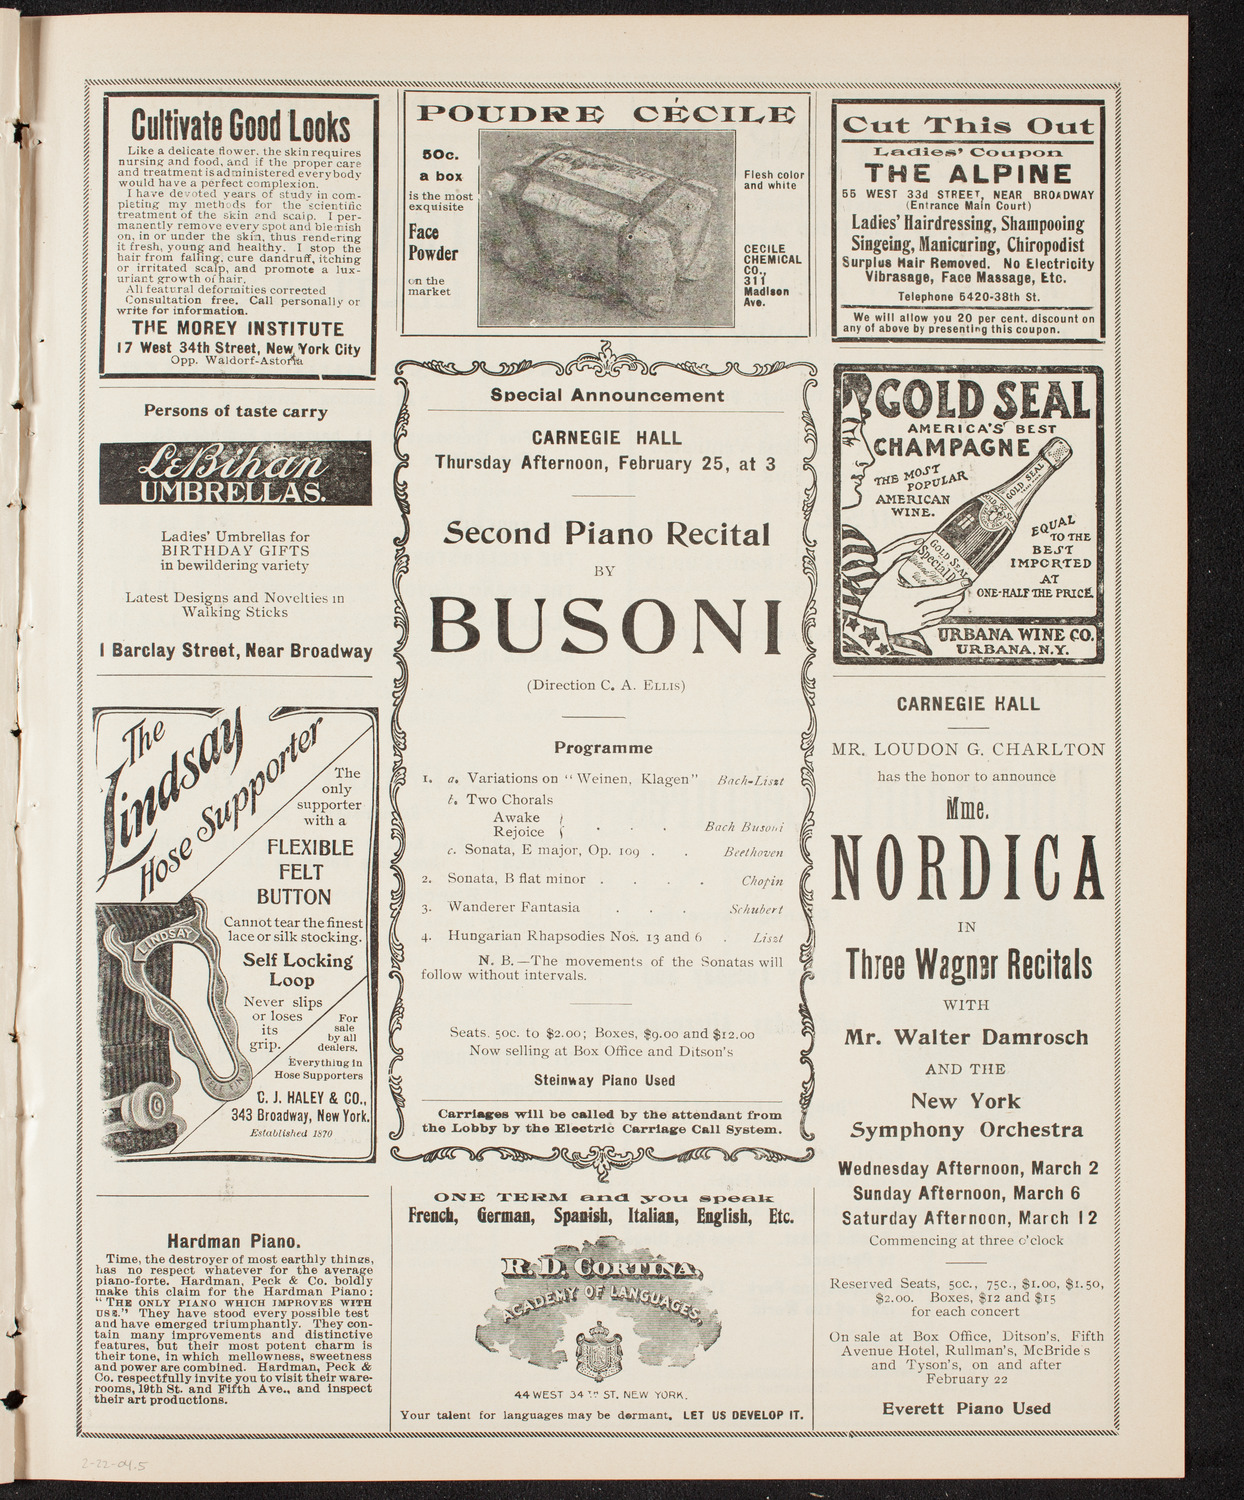 Cultivate Good Looks
Like a delicate flower, the skin requires
nursing and food, and if the proper care
and treatment is administered everybody
would have a perfect complexion.
I have devoted years of study in com-
pleting my methods for the scientific
treatment of the skin and scalp. I per-
manently remove every spot and blemish
on, in or under the skin, thus rendering
it fresh, young and healthy. I stop the
hair from falling, cure dandruff, itching
or irritated scalp, and promote a lux-
uriant growth of hair.
All featural deformities corrected
Consultation free. Call personally or
write for information.
THE MOREY INSTITUTE
17 West 34th Street, New York City
Opp. Waldorf-Astoria
Persons of taste carry
LeBihan
UMBRELLAS.
Ladies' Umbrellas for
BIRTHDAY GIFTS
in bewildering variety
Latest Designs and Novelties in
Walking Sticks
1 Barclay Street, Near Broadway
The
Lindsay
Hose Supporter
The
only
supporter
with a
FLEXIBLE
FELT
BUTTON
Cannot tear the finest
lace or silk stocking.
Self Locking
Loop
Never slips
or loses
its
grip.
For
sale
by all
dealers.
Everything in
Hose Supporters
C. J. HALEY & CO.,
343 Broadway, New York.
Established 1870
LINDSAY
Hardman Piano.
Time, the destroyer of most earthly things,
has no respect whatever for the average
piano-forte. Hardman, Peck & Co. boldly
make this claim for the Hardman Piano:
"THE ONLY PIANO WHICH IMPROVES WITH
USE." They have stood every possible test
and have emerged triumphantly. They con-
tain many improvements and distinctive
features, but their most potent charm is
their tone, in which mellowness, sweetness
and power are combined. Hardman, Peck &
Co. respectfully invite you to visit their ware-
rooms, 19th St. and Fifth Ave., and inspect
their art productions.
POUDRE CÉCILE
50c.
a box
is the most
exquisite
Face
Powder
on the
market
Flesh color
and white
CECILE
CHEMICAL
CO.,
311
Madison
Ave.
Special Announcement
CARNEGIE HALL
Thursday Afternoon, February 25, at 3
Second Piano Recital
BY
BUSONI
(Direction C. A. ELLIS)
Programme
1. a. Variations on "Weinen, Klagen" Bach-Liszt
b. Two Chorals
Awake }
Rejoice { . . . Bach Busoni
c. Sonata, E major, Op. 109 . . Beethoven
2. Sonata, B flat minor . . . . Chopin
3. Wanderer Fantasia . . . Schubert
4. Hungarian Rhapsodies Nos. 13 and 6 . Liszt
N. B.—The movements of the Sonatas will
follow without intervals.
Seats, 50c. to $2.00; Boxes, $9.00 and $12.00
Now selling at Box Office and Ditson's
Steinway Piano Used
Carriages will be called by the attendant from
the Lobby by the Electric Carriage Call System.
ONE TERM and you speak
French, German, Spanish, Italian, English, Etc.
R. D. CORTINA
ACADEMY OF LANGUAGES,
44 WEST 34TH ST. NEW YORK.
Your talent for languages may be dormant, LET US DEVELOP IT.
Cut This Out
Ladies' Coupon
THE ALPINE
55 WEST 33d STREET, NEAR BROADWAY
(Entrance Main Court)
Ladies' Hairdressing, Shampooing
Singeing, Manicuring, Chiropodist
Surplus Hair Removed. No Electricity
Vibrasage, Face Massage, Etc.
Telephone 5420-38th St.
We will allow you 20 per cent. discount on
any of above by presenting this coupon.
GOLD SEAL
AMERICA'S BEST
CHAMPAGNE
THE MOST
POPULAR
AMERICAN
WINE.
GOLD SEAL
GOLD SEAL
Special Dry
EQUAL
TO THE
BEST
IMPORTED
AT
ONE-HALF THE PRICE.
URBANA WINE CO.
URBANA, N.Y.
CARNEGIE HALL
MR. LOUDON G. CHARLTON
has the honor to announce
Mme.
NORDICA
IN
Three Wagner Recitals
WITH
Mr. Walter Damrosch
AND THE
New York
Symphony Orchestra
Wednesday Afternoon, March 2
Sunday Afternoon, March 6
Saturday Afternoon, March 12
Commencing at three o'clock
Reserved Seats, 50c., 75c., $1.00, $1.50,
$2.00. Boxes, $12 and $15
for each concert
On sale at Box Office, Ditson's, Fifth
Avenue Hotel, Rullman's, McBride s
and Tyson's, on and after
February 22
Everett Piano Used
2-22-04.5